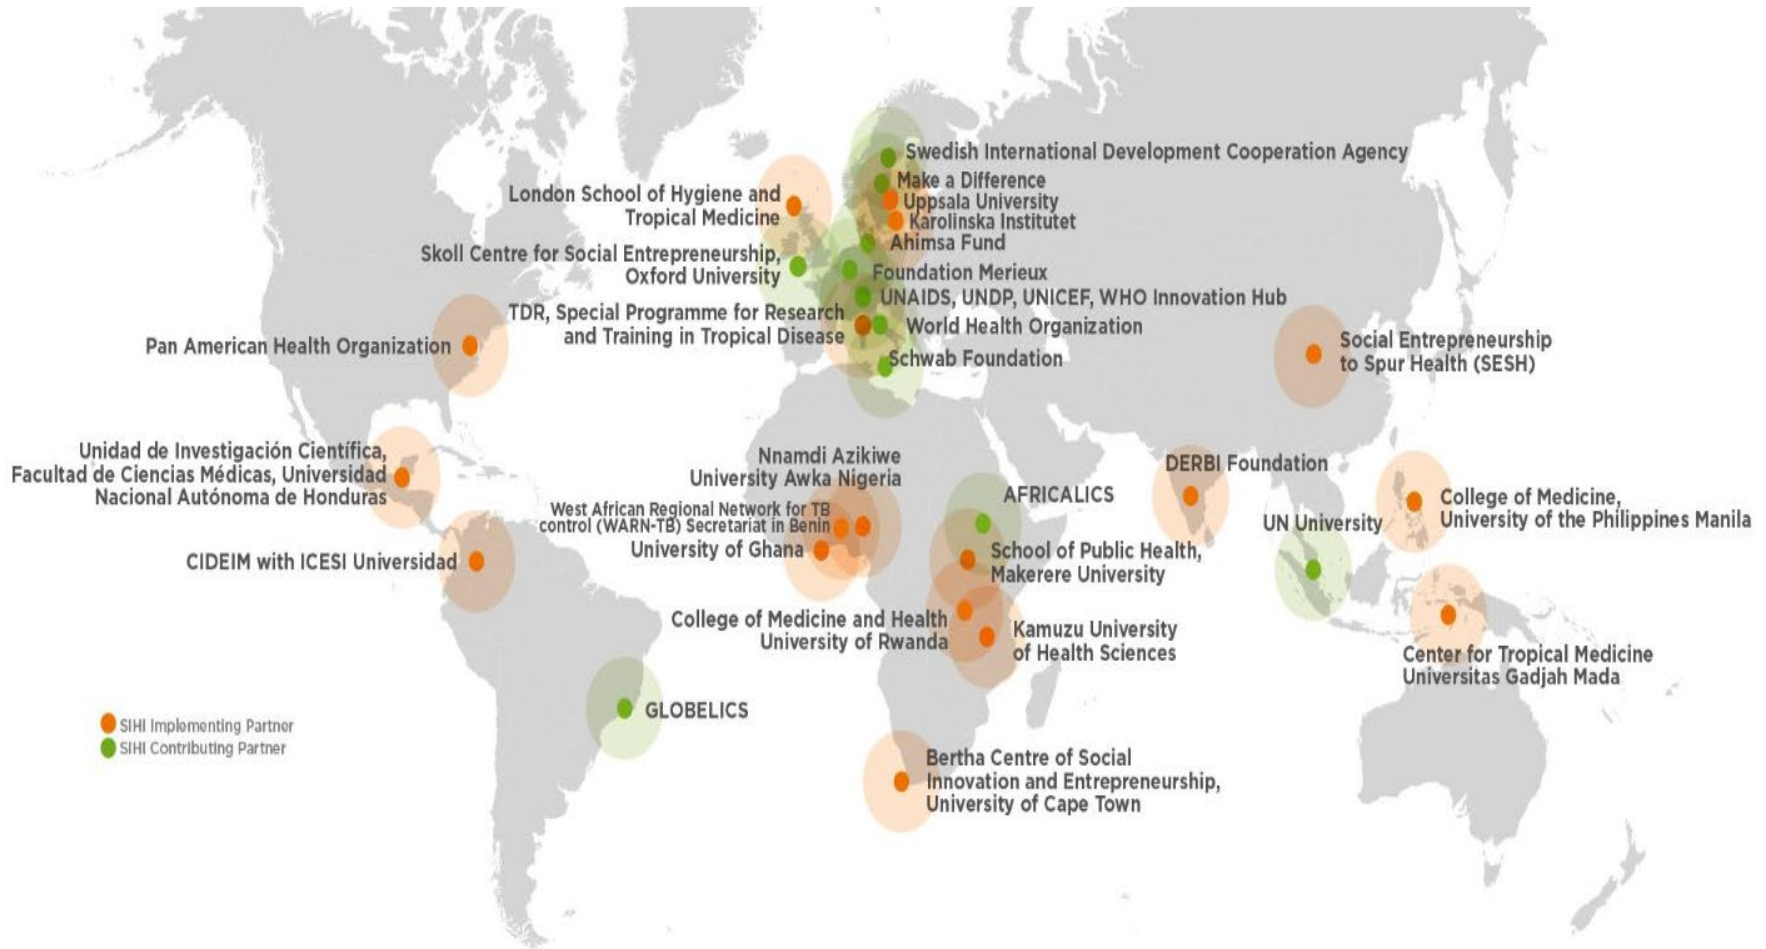 Swedish International Development Cooperation Agency
Make a Difference
Uppsala University
Karolinska Institutet
Ahimsa Fund
Foundation Merieux
UNAIDS, UNDP, UNICEF, WHO Innovation Hub
World Health Organization
Schwab Foundation
London School of Hygiene and
Tropical Medicine
Skoll Centre for Social Entrepreneurship,
Oxford University
TDR, Special Programme for Research
and Training in Tropical Disease
Pan American Health Organization
Unidad de Investigación Científica,
Facultad de Ciencias Médicas, Universidad
Nacional Autónoma de Honduras
CIDEIM with ICESI Universidad
GLOBELICS
Nnamdi Azikiwe
University Awka Nigeria
West African Regional Network for TB
control (WARN-TB) Secretariat in Benin
University of Ghana
AFRICALICS
School of Public Health,
Makerere University
College of Medicine and Health
University of Rwanda
Kamuzu University
of Health Sciences
Bertha Centre of Social
Innovation and Entrepreneurship,
University of Cape Town
Social Entrepreneurship
to Spur Health (SESH)
DERBI Foundation
UN University
College of Medicine,
University of the Philippines Manila
Center for Tropical Medicine
Universitas Gadjah Mada
SIHI Implementing Partner
SIHI Contributing Partner